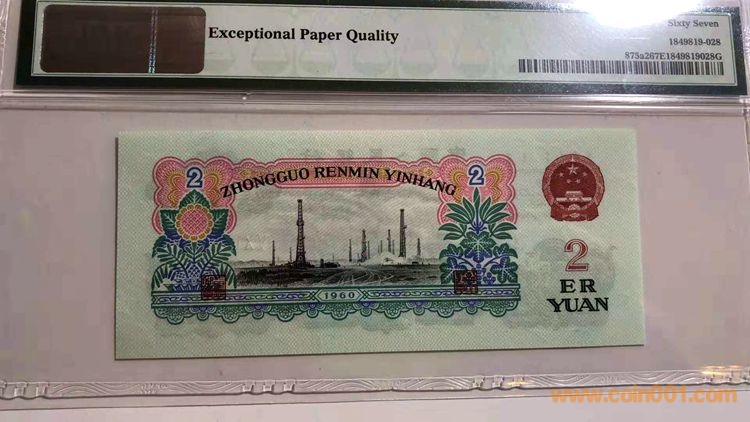 Exceptional Paper Quality
Sixty Seven
1849819-028
875a267E1849819028G
2
2
ZHONGGUO RENMIN YINHANG
2
ER
YUAN
1960
www.coin001.com